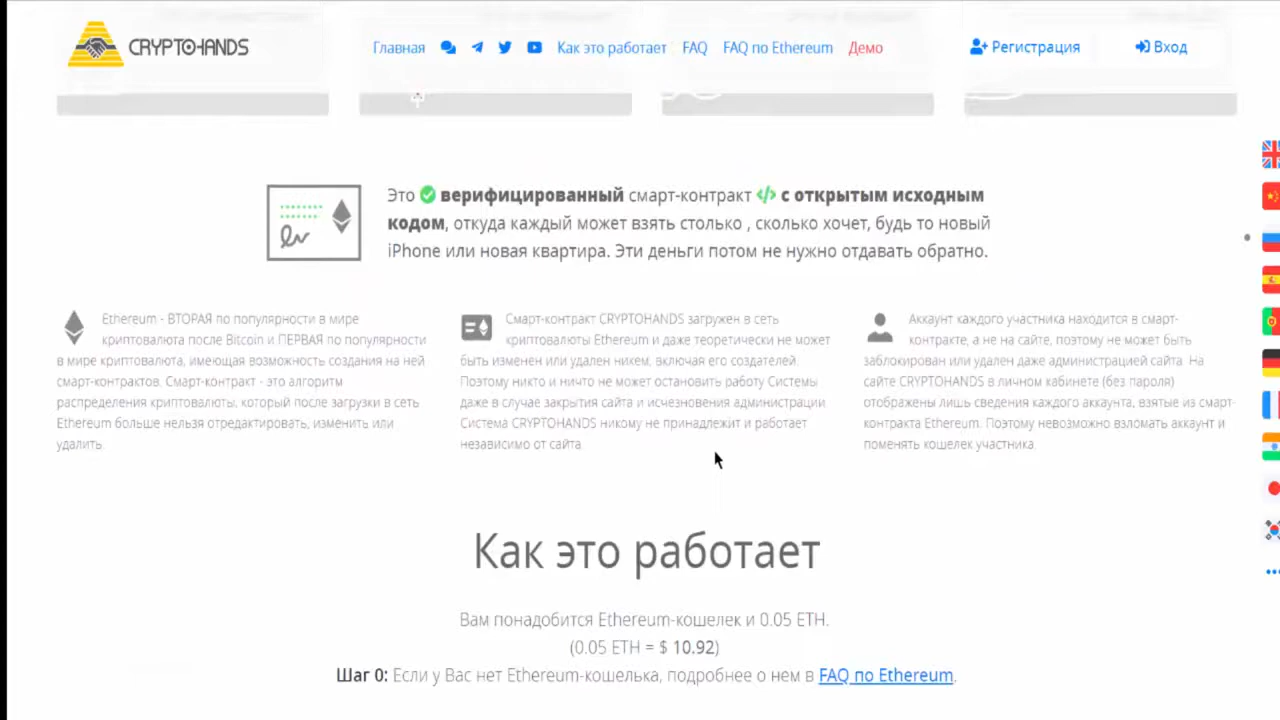 CRYPTOHANDS
Главная Как это работает FAQ FAQ по Ethereum Демо Регистрация Вход
Это верифицированный смарт-контракт </> с открытым исходным
кодом, откуда каждый может взять столько , сколько хочет, будь то новый
iPhone или новая квартира. Эти деньги потом не нужно отдавать обратно.
Ethereum - ВТОРАЯ по популярности в мире
криптовалюта после Bitcoin и ПЕРВАЯ по популярности
в мире криптовалюта, имеющая возможность создания на ней
смарт-контрактов. Смарт-контракт - это алгоритм
распределения криптовалюты, который после загрузки в сеть
Ethereum больше нельзя отредактировать, изменить или
удалить.
Смарт-контракт CRYPTOHANDS загружен в сеть
криптовалюты Ethereum и даже теоретически не может
быть изменен или удален никем, включая его создателей.
Поэтому никто и ничто не может остановить работу Системы
даже в случае закрытия сайта и исчезновения администрации.
Система CRYPTOHANDS никому не принадлежит и работает
независимо от сайта.
Аккаунт каждого участника находится в смарт-
контракте, а не на сайте, поэтому не может быть
заблокирован или удален даже администрацией сайта. На
сайте CRYPTOHANDS в личном кабинете (без пароля)
отображены лишь сведения каждого аккаунта, взятые из смарт-
контракта Ethereum. Поэтому невозможно взломать аккаунт и
поменять кошелек участника.
Как это работает
Вам понадобится Ethereum-кошелек и 0.05 ETH.
(0.05 ETH = $ 10.92)
Шаг 0: Если у Вас нет Ethereum-кошелька, подробнее о нем в FAQ по Ethereum.